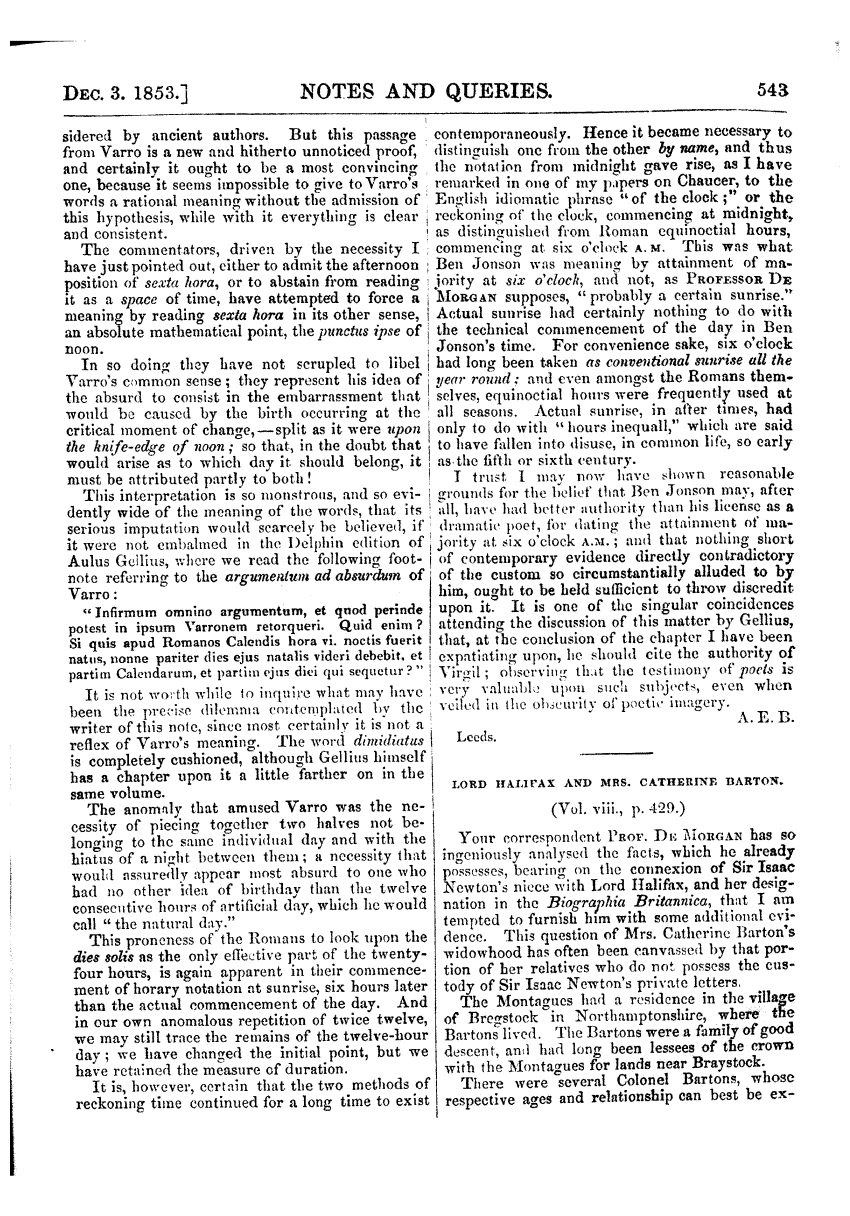 DEC. 3. 1853.] NOTES AND QUERIES. 543
sidered by ancient authors. But this passage
from Varro is a new and hitherto unnoticed proof,
and certainly it ought to be a most convincing
one, because it seems impossible to give to Varro's
words a rational meaning without the admission of
this hypothesis, while with it everything is clear
and consistent.
The commentators, driven by the necessity I
have just pointed out, either to admit the afternoon
position of sexta hora, or to abstain from reading
it as a space of time, have attempted to force a
meaning by reading sexta hora in its other sense,
an absolute mathematical point, the punctus ipse of
noon.
In so doing they have not scrupled to libel
Varro's common sense; they represent his idea of
the absurd to consist in the embarrassment that
would be caused by the birth occurring at the
critical moment of change,—split as it were upon
the knife-edge of noon; so that, in the doubt that
would arise as to which day it should belong, it
must be attributed partly to both!
This interpretation is so monstrous, and so evi-
dently wide of the meaning of the words, that its
serious imputation would scarcely be believed, if
it were not embalmed in the Delphin edition of
Aulus Gellius, where we read the following foot-
note referring to the argumentum ad absurdum of
Varro:
"Infirmum omnino argumentum, et quod perinde
potest in ipsum Varronem retorqueri. Quid enim?
Si quis apud Romanos Calendis hora vi. noctis fuerit
natus, nonne pariter dies ejus natalis videri debebit, et
partim Calendarum, et partim ejus diei qui sequetur?"
It is not worth while to inquire what may have
been the precise dilemma contemplated by the
writer of this note, since most certainly it is not a
reflex of Varro's meaning. The word dimidiatus
is completely cushioned, although Gellius himself
has a chapter upon it a little farther on in the
same volume.
The anomaly that amused Varro was the ne-
cessity of piecing together two halves not be-
longing to the same individual day and with the
hiatus of a night between them; a necessity that
would assuredly appear most absurd to one who
had no other idea of birthday than the twelve
consecutive hours of artificial day, which he would
call "the natural day."
This proneness of the Romans to look upon the
dies solis as the only effective part of the twenty-
four hours, is again apparent in their commence-
ment of horary notation at sunrise, six hours later
than the actual commencement of the day. And
in our own anomalous repetition of twice twelve,
we may still trace the remains of the twelve-hour
day; we have changed the initial point, but we
have retained the measure of duration.
It is, however, certain that the two methods of
reckoning time continued for a long time to exist
contemporaneously. Hence it became necessary to
distinguish one from the other by name, and thus
the notation from midnight gave rise, as I have
remarked in one of my papers on Chaucer, to the
English idiomatic phrase "of the clock;" or the
reckoning of the clock, commencing at midnight,
as distinguished from Roman equinoctial hours,
commencing at six o'clock A.M. This was what
Ben Jonson was meaning by attainment of ma-
jority at six o'clock, and not, as PROFESSOR DE
MORGAN supposes, "probably a certain sunrise."
Actual sunrise had certainly nothing to do with
the technical commencement of the day in Ben
Jonson's time. For convenience sake, six o'clock
had long been taken as conventional sunrise all the
year round: and even amongst the Romans them-
selves, equinoctial hours were frequently used at
all seasons. Actual sunrise, in after times, had
only to do with "hours inequall," which are said
to have fallen into disuse, in common life, so early
as the fifth or sixth century.
I trust I may now have shown reasonable
grounds for the belief that Ben Jonson may, after
all, have had better authority than his license as a
dramatic poet, for dating the attainment of ma-
jority at six o'clock A.M.; and that nothing short
of contemporary evidence directly contradictory
of the custom so circumstantially alluded to by
him, ought to be held sufficient to throw discredit
upon it. It is one of the singular coincidences
attending the discussion of this matter by Gellius,
that, at the conclusion of the chapter I have been
expatiating upon, he should cite the authority of
Virgil; observing that the testimony of poets is
very valuable upon such subjects, even when
veiled in the obscurity of poetic imagery.
A. E. B.
Leeds.
LORD HALIFAX AND MRS. CATHERINE BARTON.
(Vol. viii., p. 429.)
Your correspondent PROF. DE MORGAN has so
ingeniously analysed the facts, which he already
possesses, bearing on the connexion of Sir Isaac
Newton's niece with Lord Halifax, and her desig-
nation in the Biographia Britannica, that I am
tempted to furnish him with some additional evi-
dence. This question of Mrs. Catherine Barton's
widowhood has often been canvassed by that por-
tion of her relatives who do not possess the cus-
tody of Sir Isaac Newton's private letters.
The Montagues had a residence in the village
of Bregstock in Northamptonshire, where the
Bartons lived. The Bartons were a family of good
descent, and had long been lessees of the crown
with the Montagues for lands near Braystock.
There were several Colonel Bartons, whose
respective ages and relationship can best be ex-